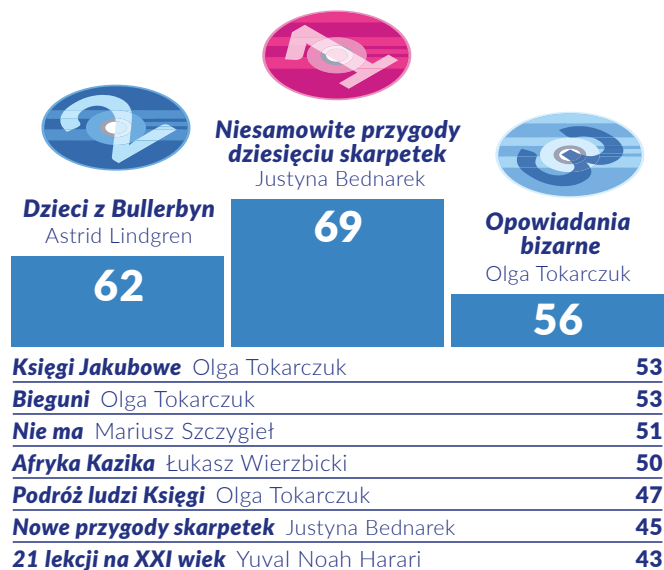 1
2
Niesamowite przygody
dziesięciu skarpetek
Justyna Bednarek
3
Dzieci z Bullerbyn
Astrid Lindgren
69
Opowiadania
bizarne
Olga Tokarczuk
62
56
Księgi Jakubowe Olga Tokarczuk 53
Bieguni Olga Tokarczuk 53
Nie ma Mariusz Szczygieł 51
Afryka Kazika Łukasz Wierzbicki 50
Podróż ludzi Księgi Olga Tokarczuk 47
Nowe przygody skarpetek Justyna Bednarek 45
21 lekcji na XXI wiek Yuval Noah Harari 43